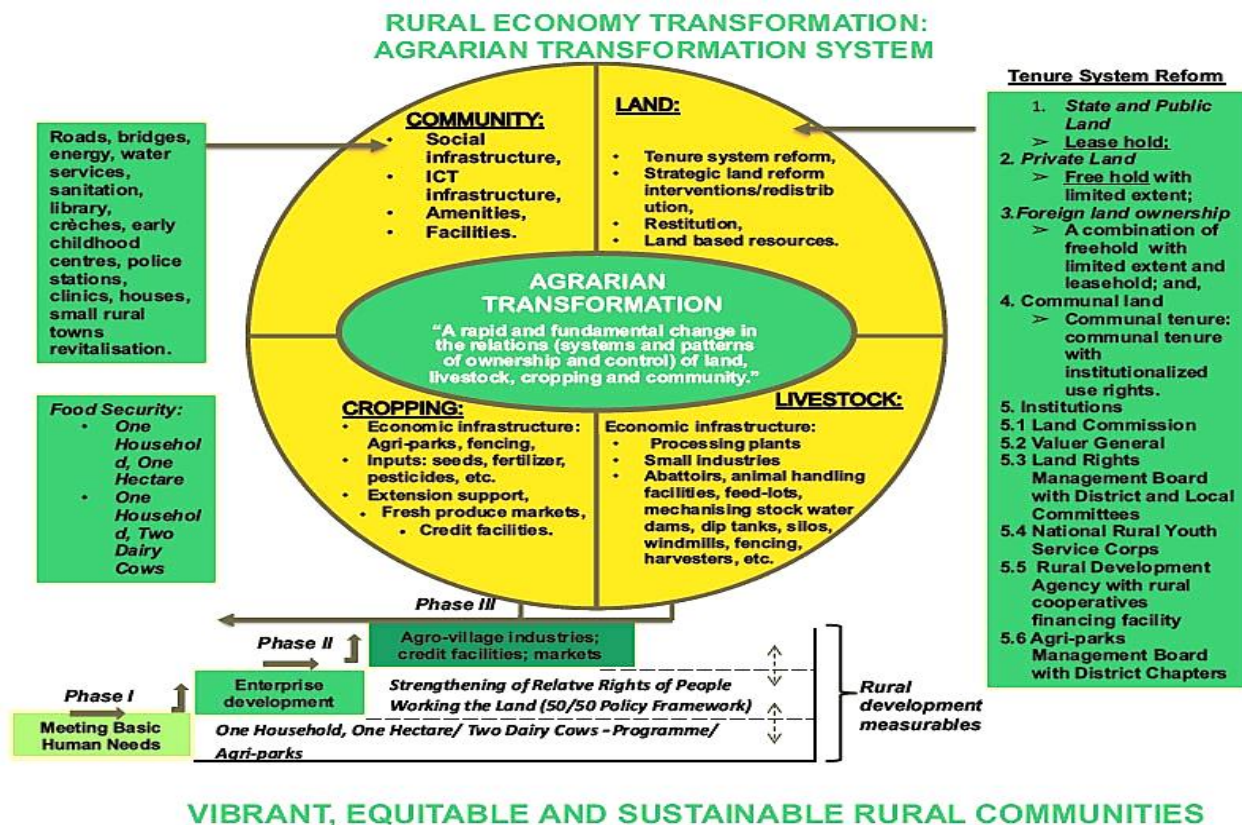 RURAL ECONOMY TRANSFORMATION:
AGRARIAN TRANSFORMATION SYSTEM
Roads, bridges,
energy, water
services,
sanitation,
library,
crèches, early
childhood
centres, police
stations,
clinics, houses,
small rural
towns
revitalisation.
Food Security:
• One
Househol
d, One
Hectare
• One
Househol
d, Two
Dairy
Cows
COMMUNITY:
• Social
infrastructure,
• ICT
infrastructure,
• Amenities,
• Facilities.
LAND:
• Tenure system reform,
• Strategic land reform
interventions/redistrib
ution,
• Restitution,
• Land based resources.
AGRARIAN
TRANSFORMATION
“A rapid and fundamental change in
the relations (systems and patterns
of ownership and control) of land,
livestock, cropping and community.”
CROPPING:
• Economic infrastructure:
Agri-parks, fencing,
• Inputs: seeds, fertilizer,
pesticides, etc.
• Extension support,
• Fresh produce markets,
• Credit facilities.
LIVESTOCK:
Economic infrastructure:
• Processing plants
• Small industries
• Abattoirs, animal handling
facilities, feed-lots,
mechanising stock water
dams, dip tanks, silos,
windmills, fencing,
harvesters, etc.
Tenure System Reform
1. State and Public
Land
➢ Lease hold;
2. Private Land
➢ Free hold with
limited extent;
3.Foreign land ownership
➢ A combination of
freehold with
limited extent and
leasehold; and,
4. Communal land
➢ Communal tenure:
communal tenure
with
institutionalized
use rights.
5. Institutions
5.1 Land Commission
5.2 Valuer General
5.3 Land Rights
Management Board
with District and Local
Committees
5.4 National Rural Youth
Service Corps
5.5 Rural Development
Agency with rural
cooperatives
financing facility
5.6 Agri-parks
Management Board
with District Chapters
Phase III
Agro-village industries;
credit facilities; markets
Phase II
Enterprise
development
Strengthening of Relatve Rights of People
Working the Land (50/50 Policy Framework)
Phase I
Meeting Basic
Human Needs
One Household, One Hectare/ Two Dairy Cows –Programme/
Agri-parks
Rural
development
measurables
VIBRANT, EQUITABLE AND SUSTAINABLE RURAL COMMUNITIES